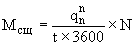 Mсщ = qⁿₙ / t × 3600 × N